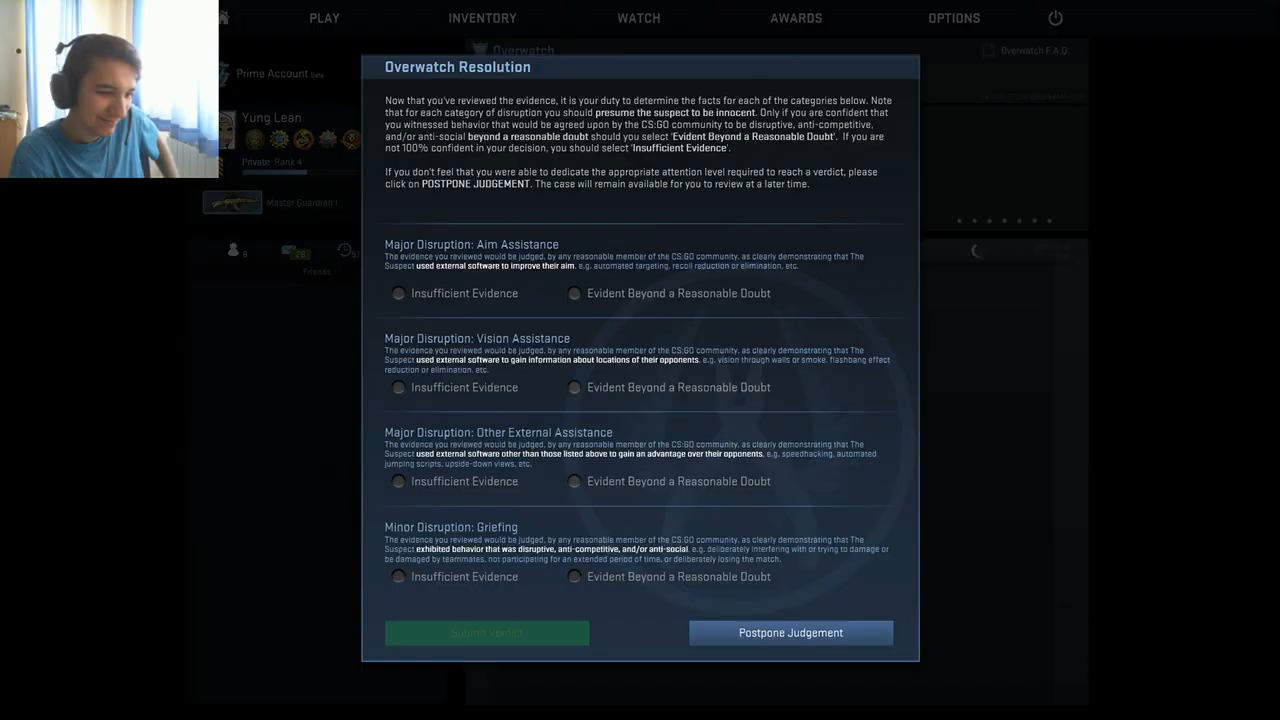 PLAY
INVENTORY
WATCH
AWARDS
OPTIONS
Overwatch
Overwatch F.A.Q.
Prime Account Beta
Yung Lean
Private Rank 4
Master Guardian I
8
28
Friends
Overwatch Resolution
Now that you've reviewed the evidence, it is your duty to determine the facts for each of the categories below. Note
that for each category of disruption you should presume the suspect to be innocent. Only if you are confident that
you witnessed behavior that would be agreed upon by the CS:GO community to be disruptive, anti-competitive,
and/or anti-social beyond a reasonable doubt should you select 'Evident Beyond a Reasonable Doubt'. If you are
not 100% confident in your decision, you should select 'Insufficient Evidence'.
If you don't feel that you were able to dedicate the appropriate attention level required to reach a verdict, please
click on POSTPONE JUDGEMENT. The case will remain available for you to review at a later time.
Major Disruption: Aim Assistance
The evidence you reviewed would be judged, by any reasonable member of the CS:GO community, as clearly demonstrating that The
Suspect used external software to improve their aim. e.g. automated targeting, recoil reduction or elimination, etc.
Insufficient Evidence
Evident Beyond a Reasonable Doubt
Major Disruption: Vision Assistance
The evidence you reviewed would be judged, by any reasonable member of the CS:GO community, as clearly demonstrating that The
Suspect used external software to gain information about locations of their opponents. e.g. vision through walls or smoke, flashbang effect
reduction or elimination, etc.
Insufficient Evidence
Evident Beyond a Reasonable Doubt
Major Disruption: Other External Assistance
The evidence you reviewed would be judged, by any reasonable member of the CS:GO community, as clearly demonstrating that The
Suspect used external software other than those listed above to gain an advantage over their opponents. e.g. speedhacking, automated
jumping scripts, upside-down views, etc.
Insufficient Evidence
Evident Beyond a Reasonable Doubt
Minor Disruption: Griefing
The evidence you reviewed would be judged, by any reasonable member of the CS:GO community, as clearly demonstrating that The
Suspect exhibited behavior that was disruptive, anti-competitive, and/or anti-social. e.g. deliberately interfering with or trying to damage or
be damaged by teammates, not participating for an extended period of time, or deliberately losing the match.
Insufficient Evidence
Evident Beyond a Reasonable Doubt
Submit Verdict
Postpone Judgement